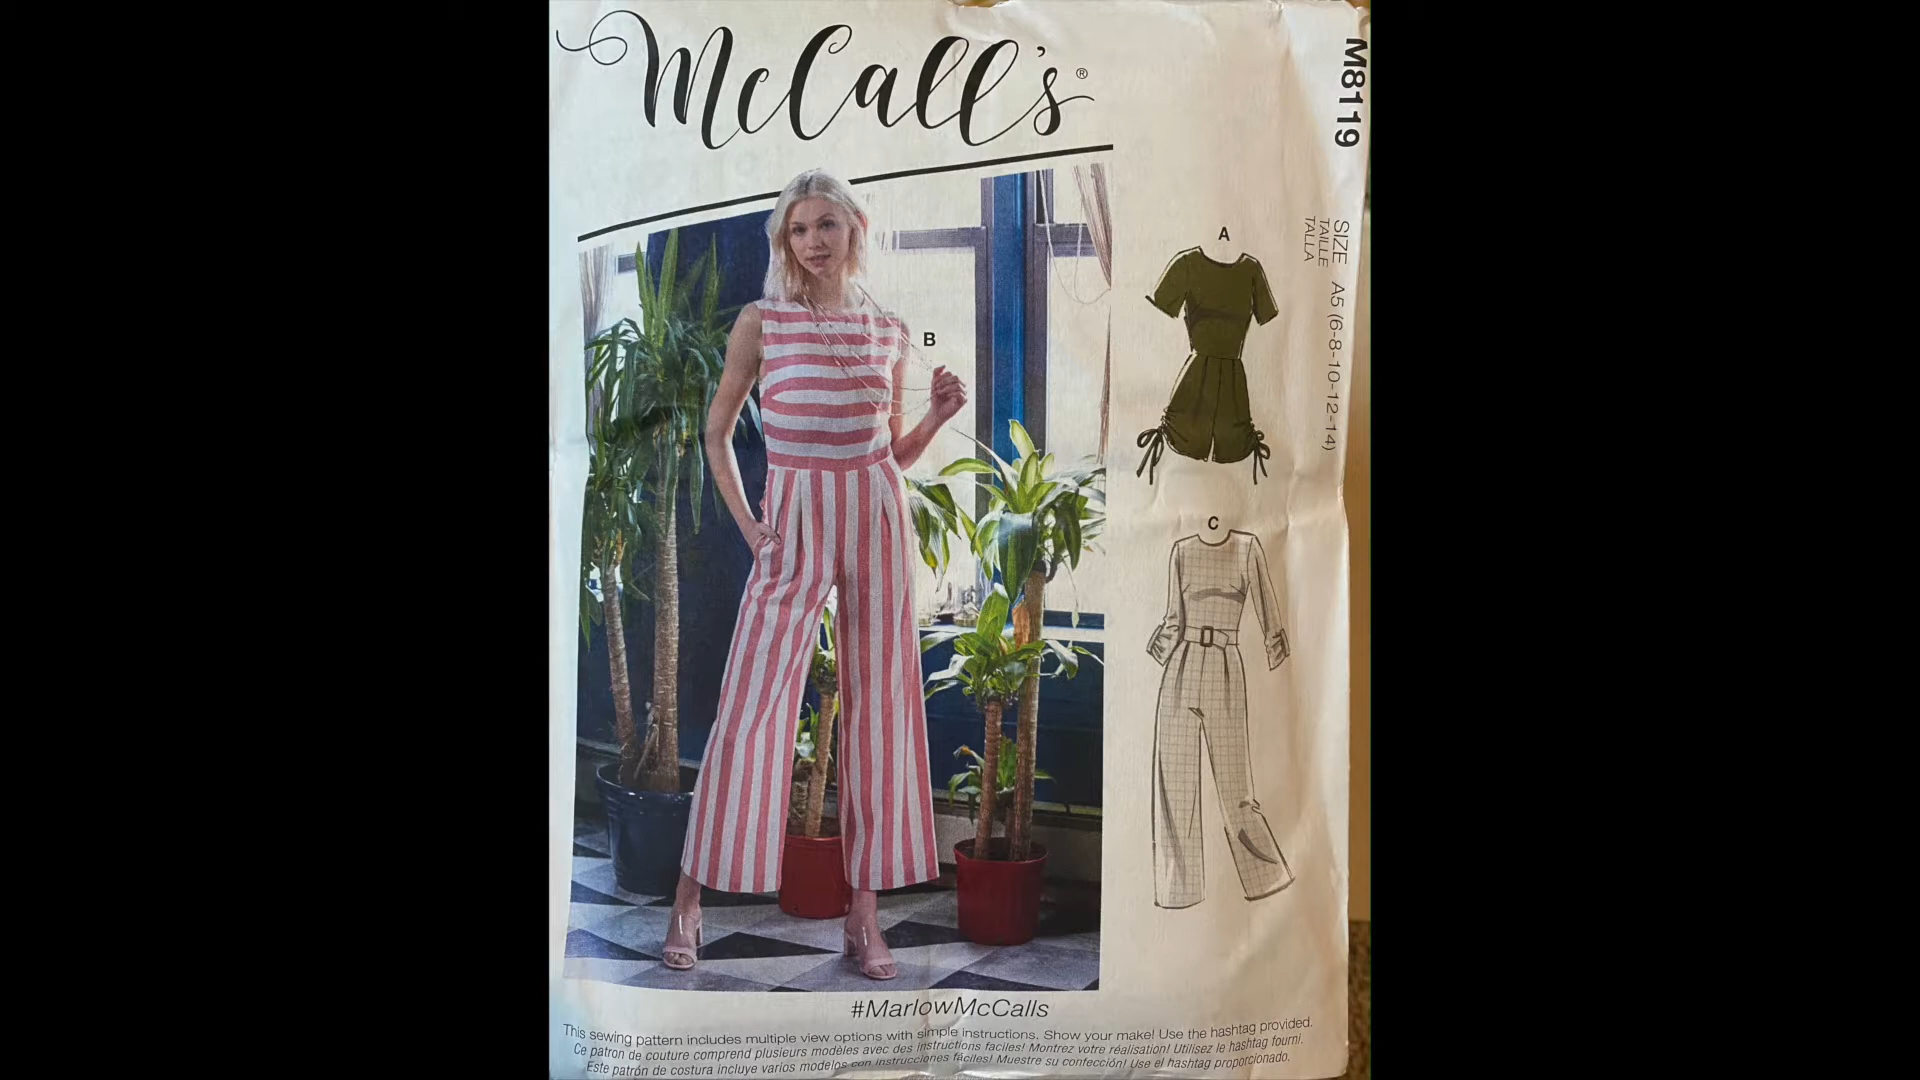 McCall's®
M8119
SIZE
TAILLE
TALLA
A5 (6-8-10-12-14)
A
B
C
#MarlowMcCalls
This sewing pattern includes multiple view options with simple instructions. Show your make! Use the hashtag provided.
Ce patron de couture comprend plusieurs modèles avec des instructions faciles! Montrez votre réalisation! Utilisez le hashtag fourni.
Este patrón de costura incluye varios modelos con instrucciones fáciles! Muestre su confección! Use el hashtag proporcionado.